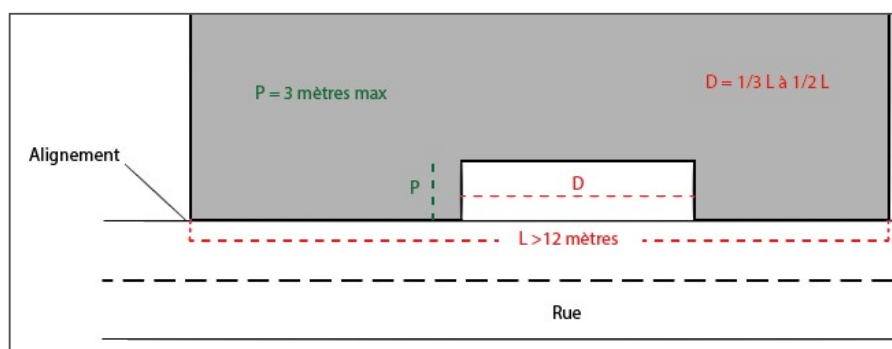 P = 3 mètres max
D = 1/3 L à 1/2 L
Alignement
P
D
L >12 mètres
Rue